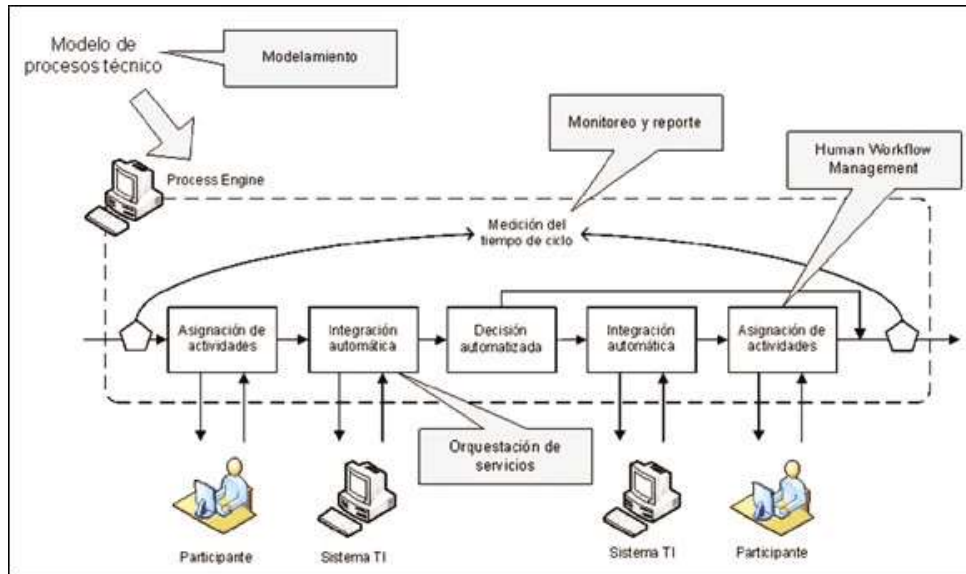 Modelo de
procesos técnico
Modelamiento
Monitoreo y reporte
Human Workflow
Management
Process Engine
Medición del
tiempo de ciclo
Asignación de
actividades
Integración
automática
Decisión
automatizada
Integración
automática
Asignación de
actividades
Orquestación de
servicios
Participante
Sistema TI
Sistema TI
Participante